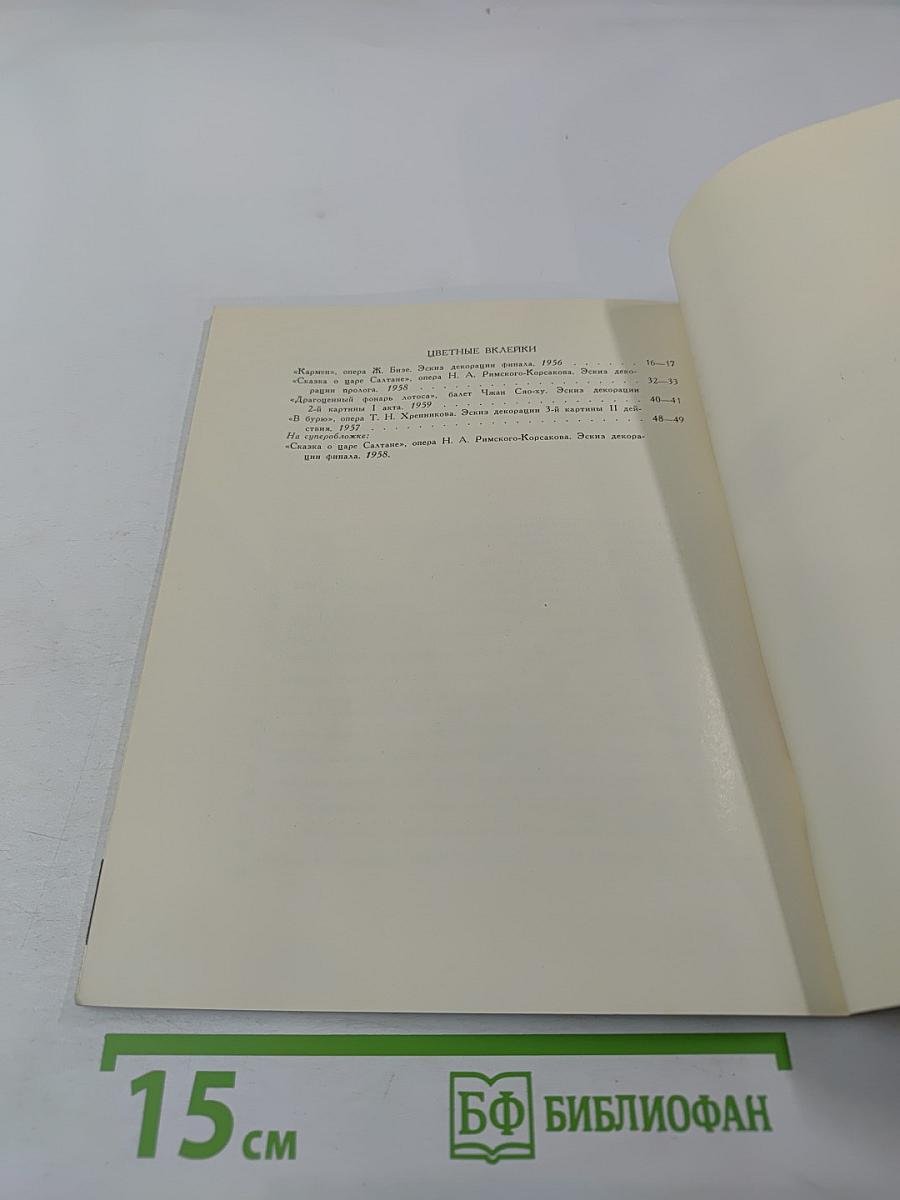 ЦВЕТНЫЕ ВКЛЕЙКИ
«Кармен», опера Ж. Бизе. Эскиз декорации финала. 1956 . . . . . . 16—17
«Сказка о царе Салтане», опера Н. А. Римского-Корсакова. Эскиз деко-
рации пролога. 1958 . . . . . . . . . . . . . . . . . . . 32—33
«Драгоценный фонарь лотоса», балет Чжан Сяо-ху. Эскиз декорации
2-й картины I акта. 1959 . . . . . . . . . . . . . . . . . 40—41
«В бурю», опера Т. Н. Хренникова. Эскиз декорации 3-й картины II дей-
ствия. 1957 . . . . . . . . . . . . . . . . . . . . . . . 48—49
На суперобложке:
«Сказка о царе Салтане», опера Н. А. Римского-Корсакова. Эскиз декора-
ции финала. 1958.
15 см
БФ БИБЛИОФАН